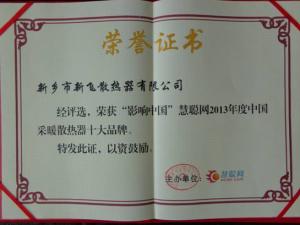 荣誉证书
新乡市新飞散热器有限公司
经评选，荣获“影响中国”慧聪网2013年度中国
采暖散热器十大品牌。
特发此证，以资鼓励。
主办单位：慧聪网